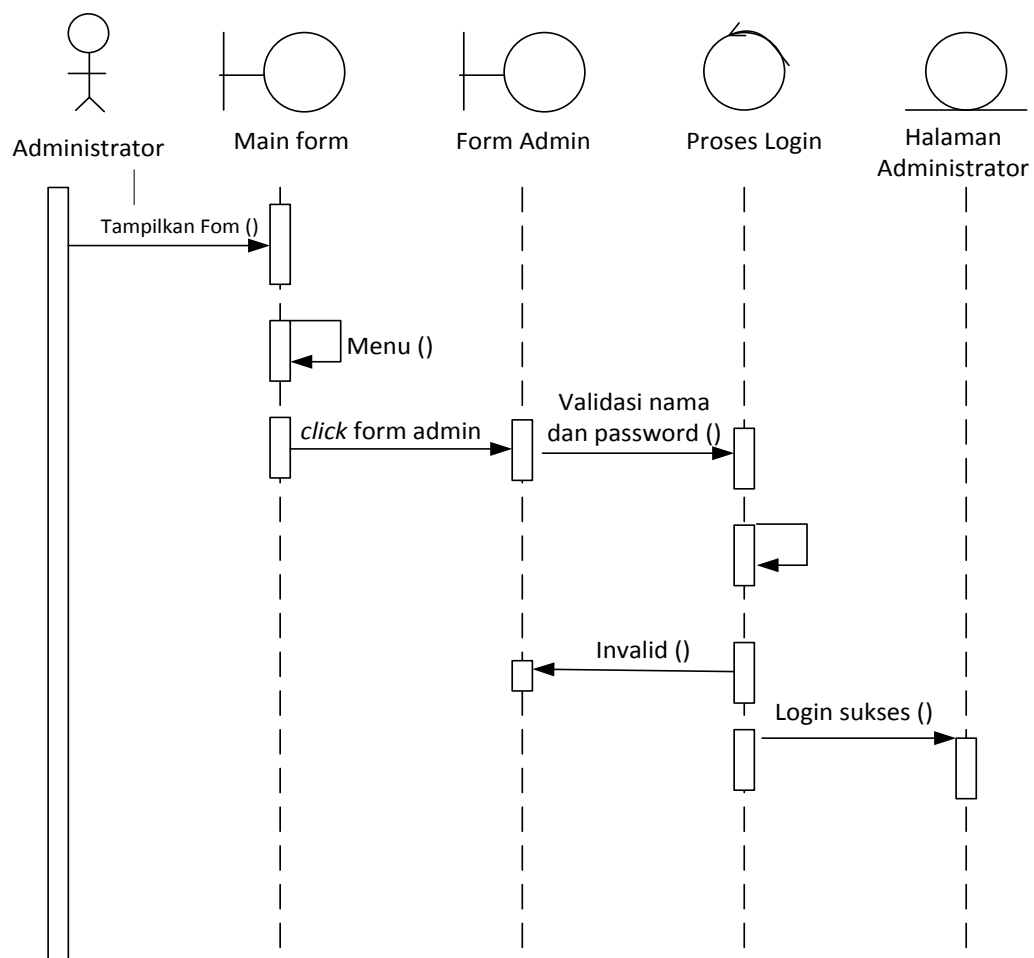 Administrator
Main form
Form Admin
Proses Login
Halaman
Administrator
Tampilkan Fom ()
Menu ()
click form admin
Validasi nama
dan password ()
Invalid ()
Login sukses ()